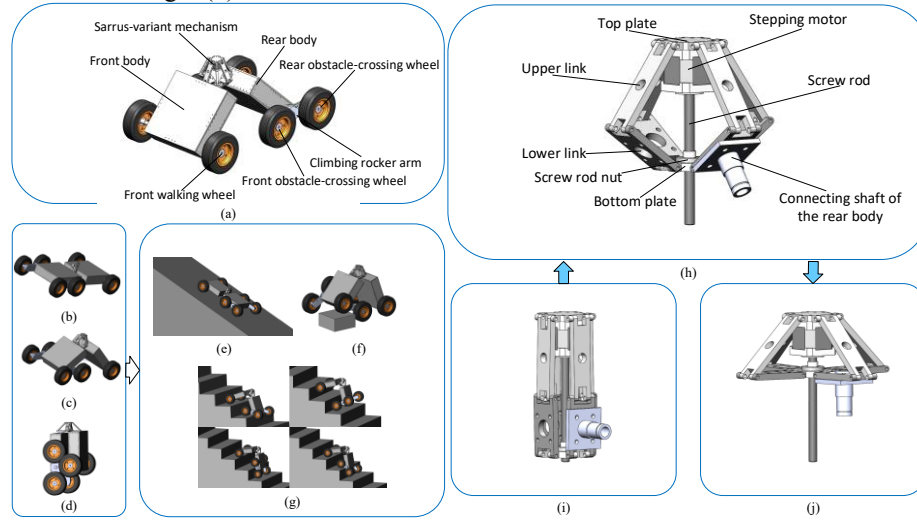 Sarrus-variant mechanism
Rear body
Front body
Rear obstacle-crossing wheel
Climbing rocker arm
Front walking wheel
Front obstacle-crossing wheel
(a)
(b)
(c)
(d)
(e)
(f)
(g)
Top plate
Stepping motor
Upper link
Screw rod
Lower link
Screw rod nut
Bottom plate
Connecting shaft of
the rear body
(h)
(i)
(j)